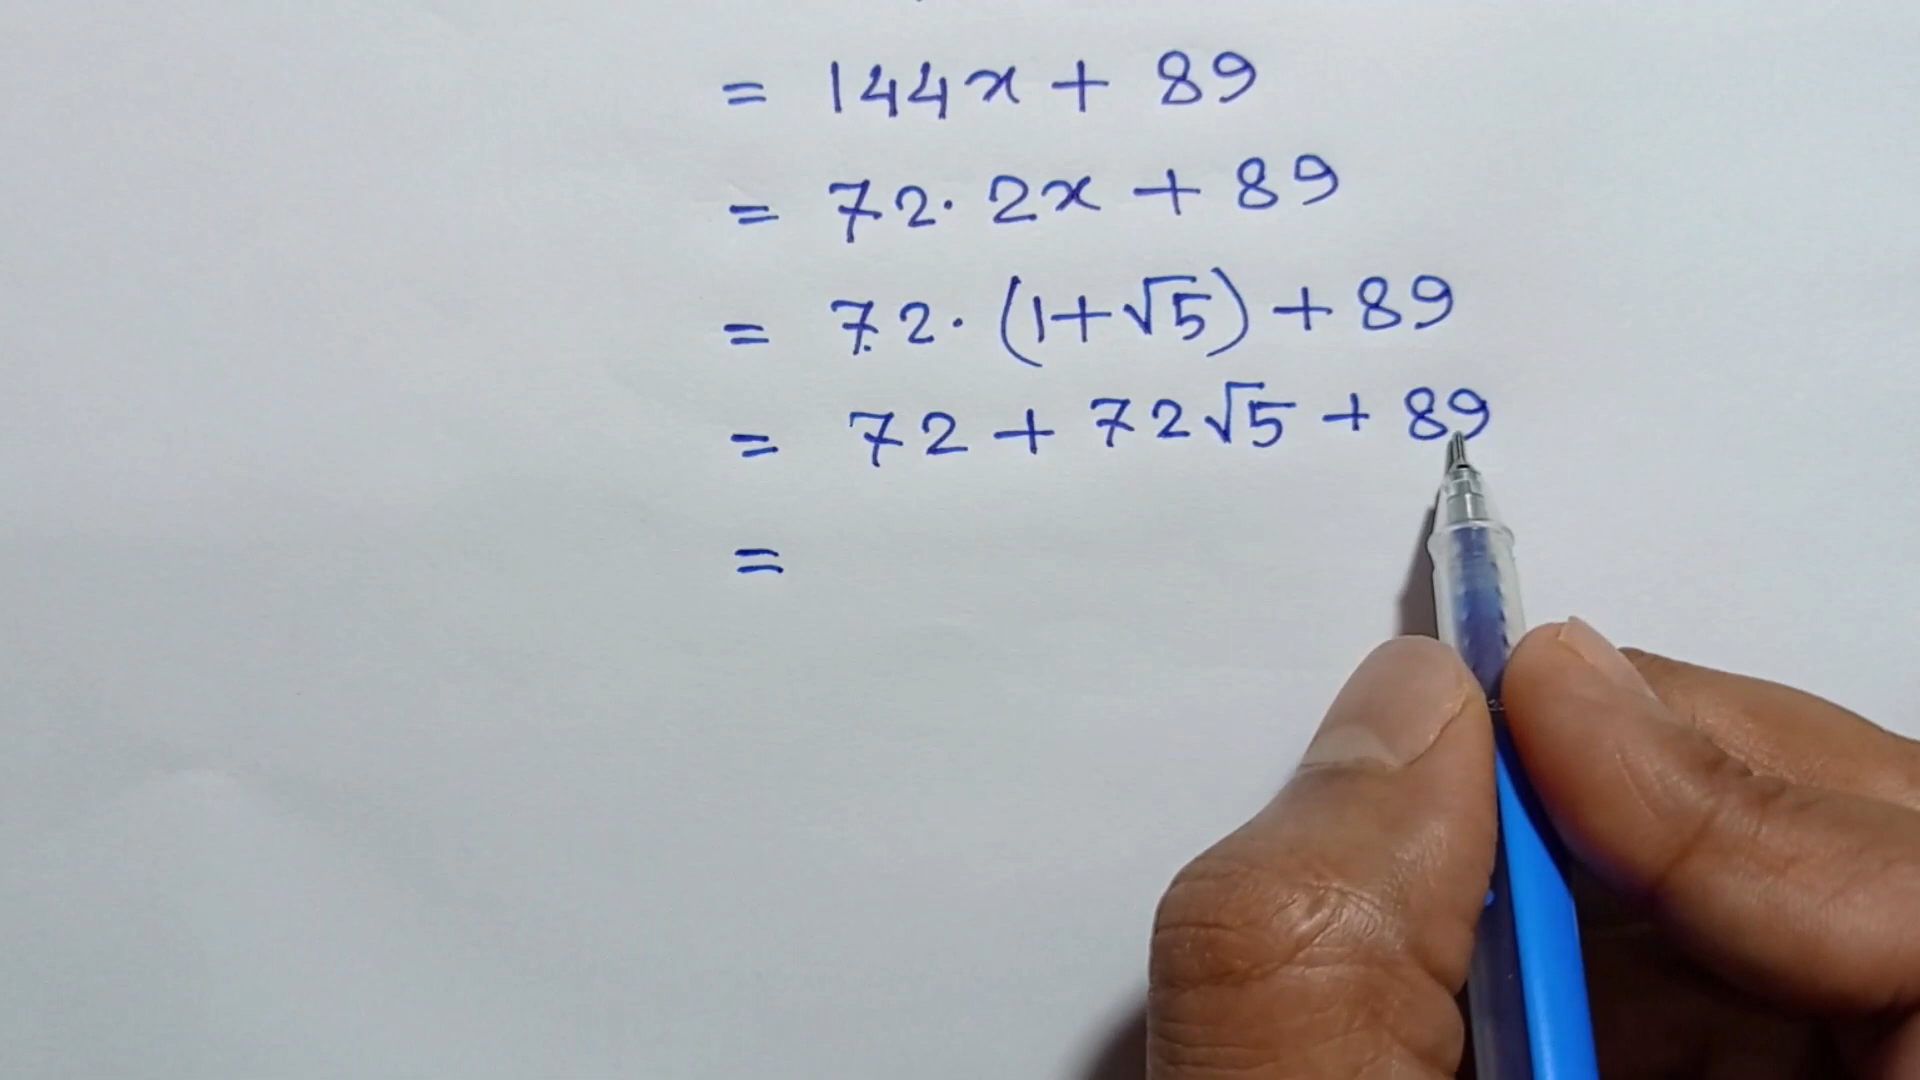 = 144x + 89
= 72. 2x + 89
= 72. (1+√5) + 89
= 72 + 72√5 + 89
=